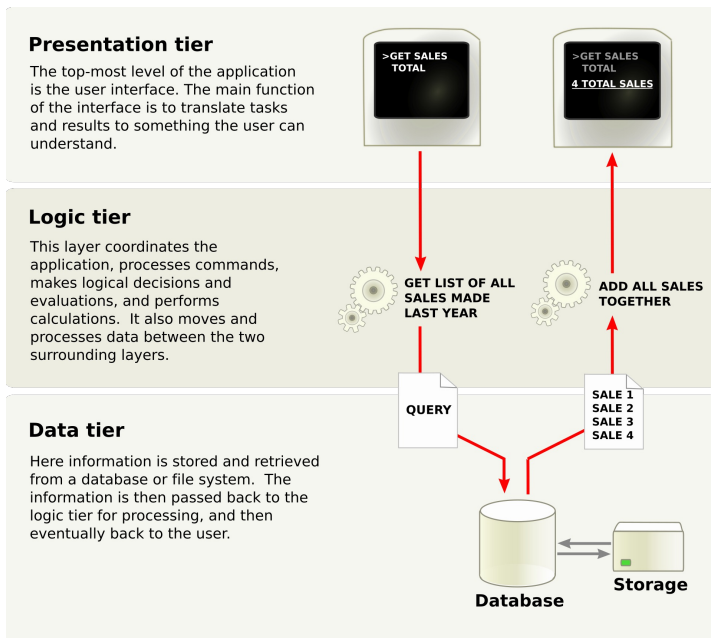 Presentation tier
The top-most level of the application
is the user interface. The main function
of the interface is to translate tasks
and results to something the user can
understand.
>GET SALES
TOTAL
>GET SALES
TOTAL
4 TOTAL SALES
Logic tier
This layer coordinates the
application, processes commands,
makes logical decisions and
evaluations, and performs
calculations.  It also moves and
processes data between the two
surrounding layers.
GET LIST OF ALL
SALES MADE
LAST YEAR
ADD ALL SALES
TOGETHER
QUERY
SALE 1
SALE 2
SALE 3
SALE 4
Data tier
Here information is stored and retrieved
from a database or file system.  The
information is then passed back to the
logic tier for processing, and then
eventually back to the user.
Database
Storage